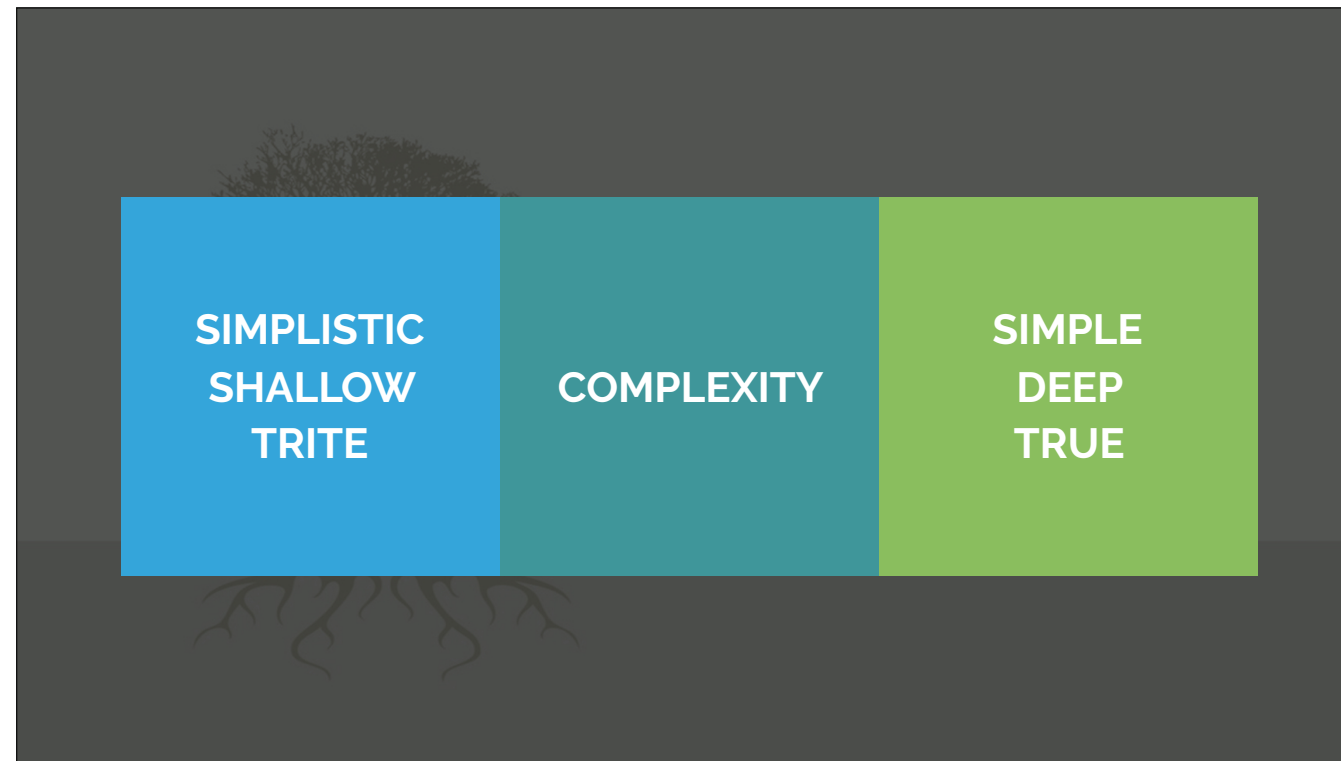 SIMPLISTIC
SHALLOW
TRITE
COMPLEXITY
SIMPLE
DEEP
TRUE